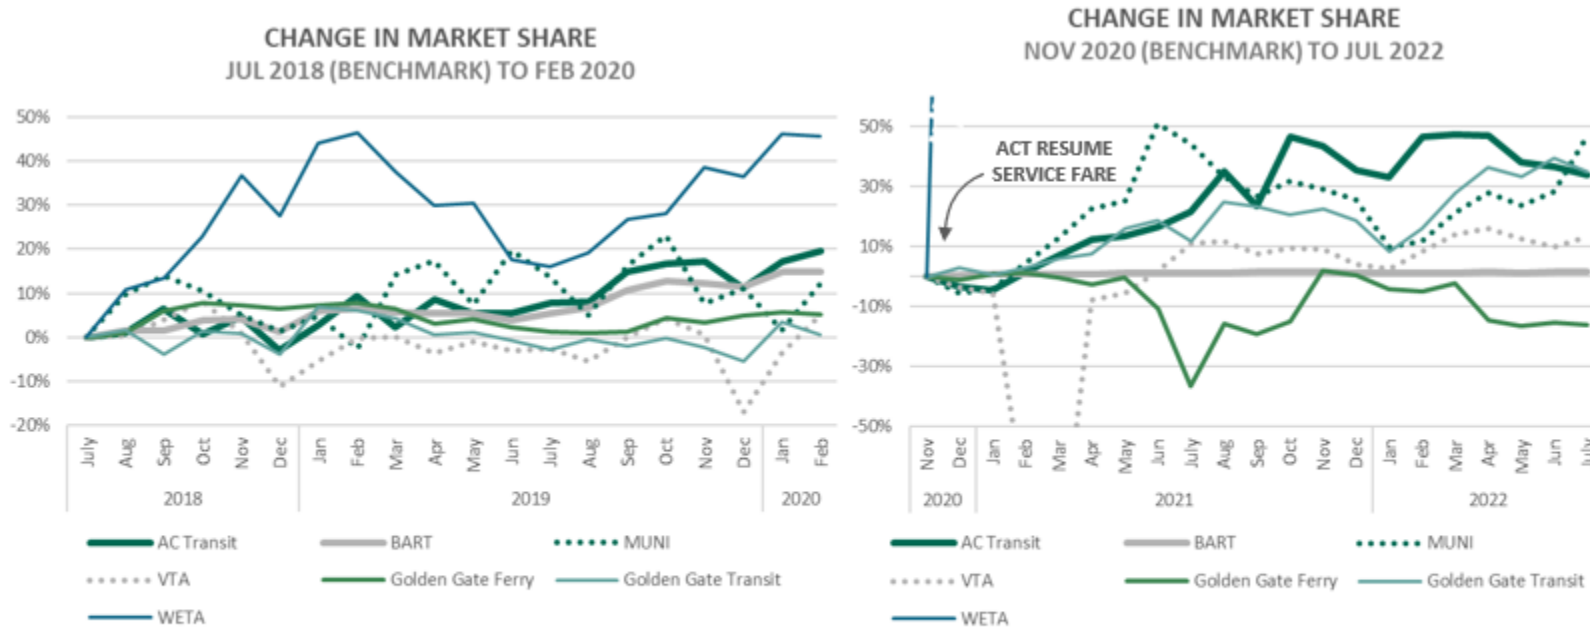 CHANGE IN MARKET SHARE
JUL 2018 (BENCHMARK) TO FEB 2020
50%
40%
30%
20%
10%
0%
-10%
-20%
July
Aug
Sep
Oct
Nov
Dec
Jan
Feb
Mar
Apr
May
Jun
July
Aug
Sep
Oct
Nov
Dec
Jan
Feb
2018
2019
2020
AC Transit
BART
MUNI
VTA
Golden Gate Ferry
Golden Gate Transit
WETA
CHANGE IN MARKET SHARE
NOV 2020 (BENCHMARK) TO JUL 2022
50%
30%
10%
-10%
-30%
-50%
ACT RESUME
SERVICE FARE
Nov
Dec
Jan
Feb
Mar
Apr
May
Jun
July
Aug
Sep
Oct
Nov
Dec
Jan
Feb
Mar
Apr
May
Jun
July
2020
2021
2022
AC Transit
BART
MUNI
VTA
Golden Gate Ferry
Golden Gate Transit
WETA